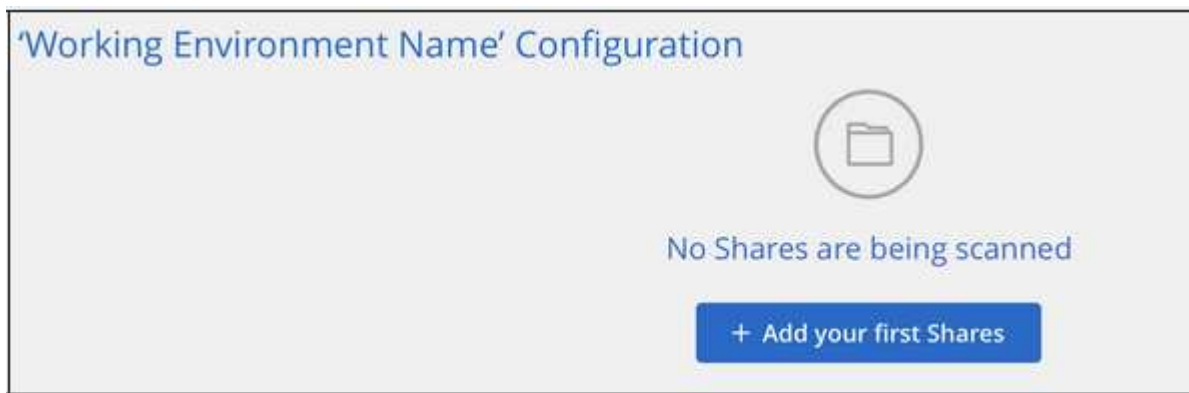 ‘Working Environment Name’ Configuration
No Shares are being scanned
+ Add your first Shares